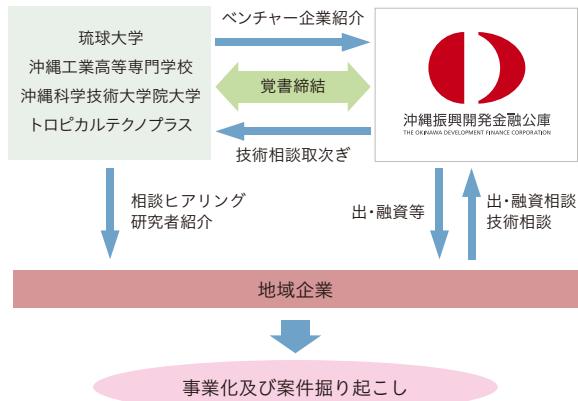 琉球大学
沖縄工業高等専門学校
沖縄科学技術大学院大学
トロピカルテクノプラス
ベンチャー企業紹介
覚書締結
技術相談取次ぎ
沖縄振興開発金融公庫
THE OKINAWA DEVELOPMENT FINANCE CORPORATION
相談ヒアリング
研究者紹介
出・融資等
出・融資相談
技術相談
地域企業
事業化及び案件掘り起こし